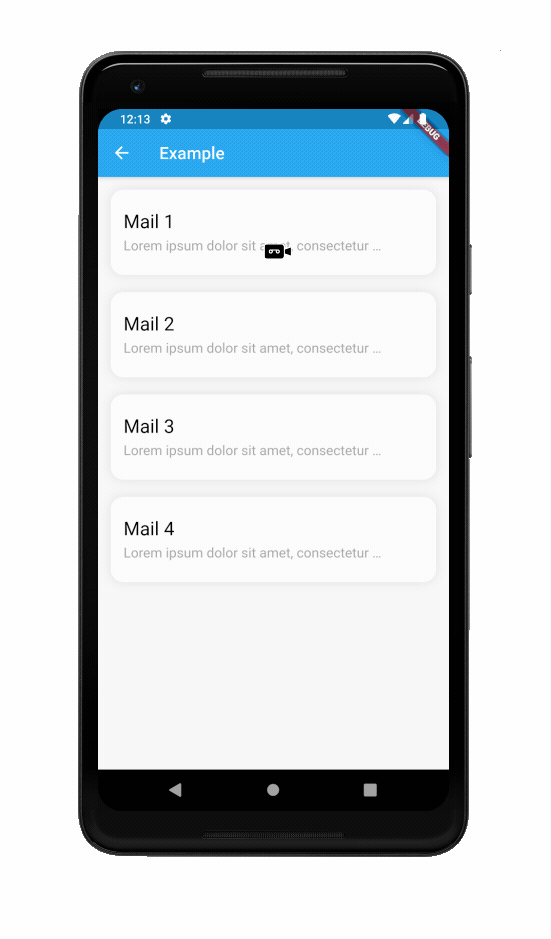 12:13
DEBUG
Example
Mail 1
Lorem ipsum dolor sit amet, consectetur ...
Mail 2
Lorem ipsum dolor sit amet, consectetur ...
Mail 3
Lorem ipsum dolor sit amet, consectetur ...
Mail 4
Lorem ipsum dolor sit amet, consectetur ...